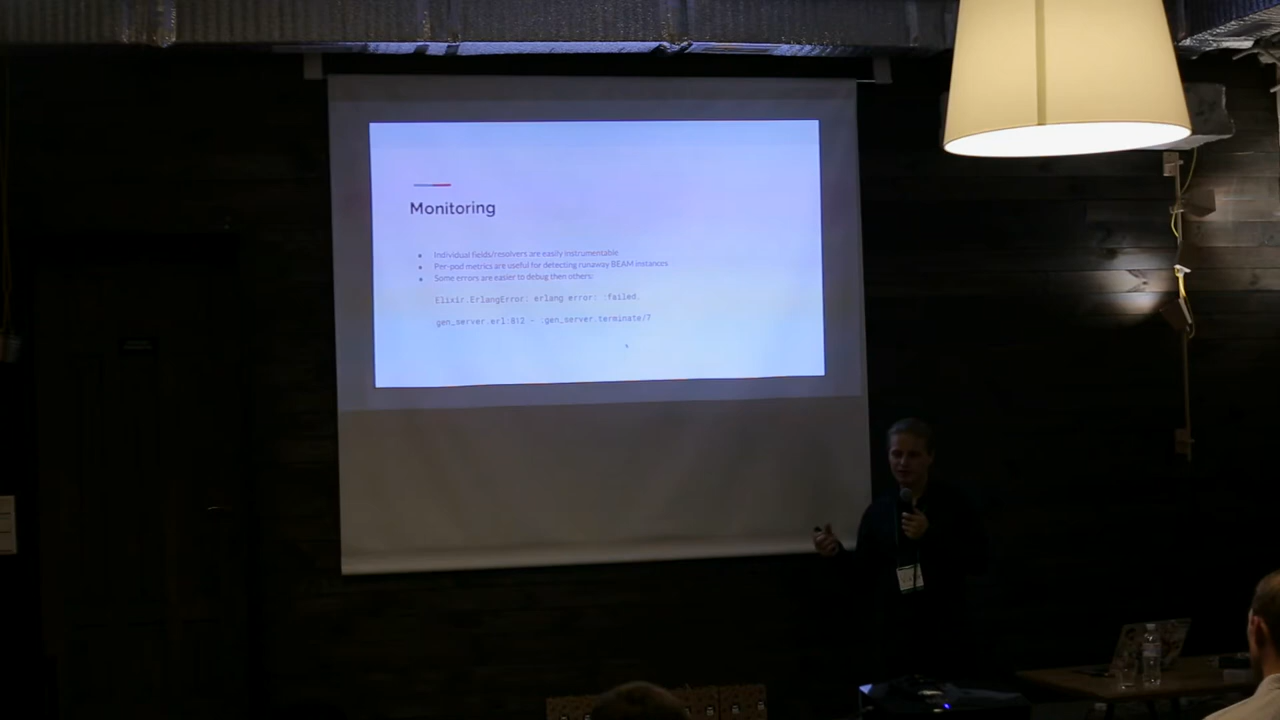 Monitoring
Individual fields/resolvers are easily instrumentable
Per-pod metrics are useful for detecting runaway BEAM instances
Some errors are easier to debug then others:
Elixir.ErlangError: erlang error: :failed,
gen_server.erl:812 - :gen_server.terminate/7